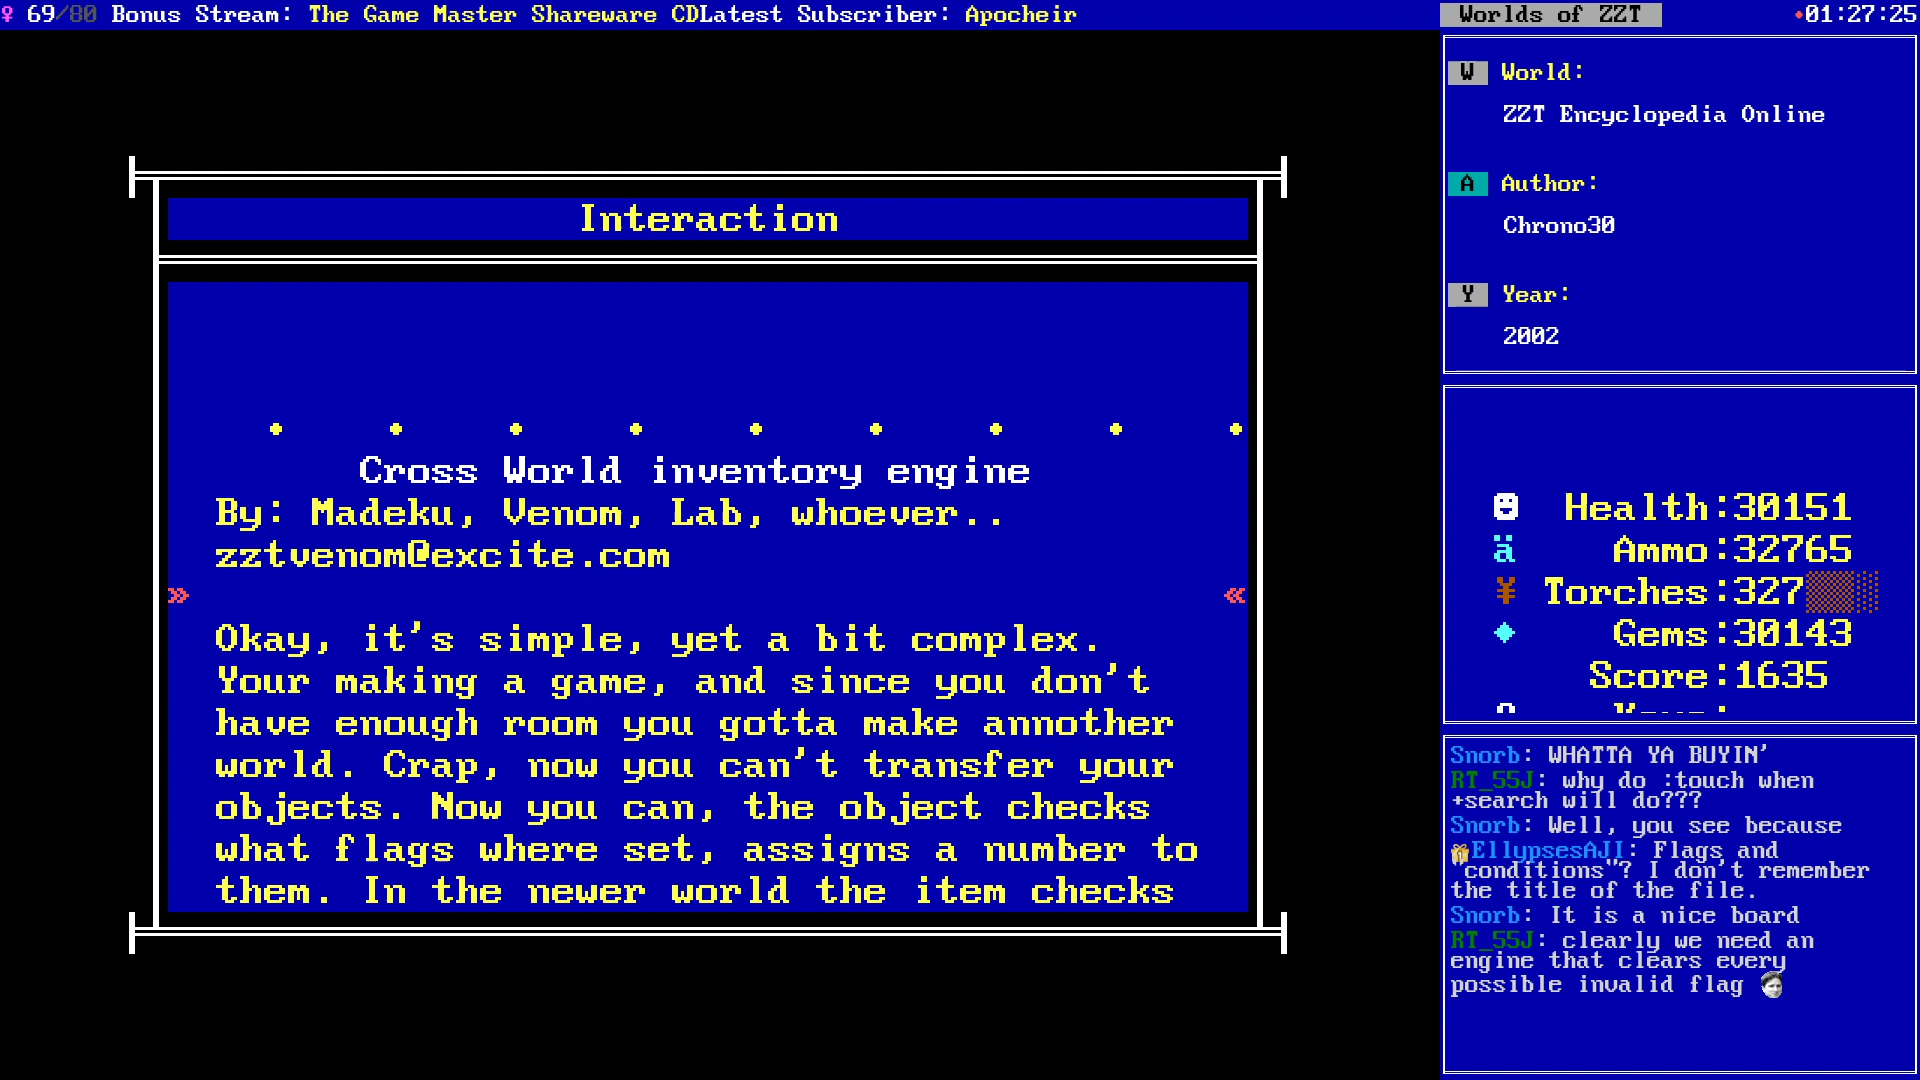 ♀ 69/80 Bonus Stream: The Game Master Shareware CDLatest Subscriber: Apocheir
Worlds of ZZT
•01:27:25
W World:
ZZT Encyclopedia Online
A Author:
Chrono30
Y Year:
2002
Interaction
Cross World inventory engine
By: Madeku, Venom, Lab, whoever..
zztvenom@excite.com
» «
Okay, it's simple, yet a bit complex.
Your making a game, and since you don't
have enough room you gotta make annother
world. Crap, now you can't transfer your
objects. Now you can, the object checks
what flags where set, assigns a number to
them. In the newer world the item checks
Health:30151
ä Ammo:32765
¥ Torches:327
Gems:30143
Score:1635
Snorb: WHATTA YA BUYIN'
RT_55J: why do :touch when
+search will do???
Snorb: Well, you see because
EllypsesAJI: Flags and
"conditions"? I don't remember
the title of the file.
Snorb: It is a nice board
RT_55J: clearly we need an
engine that clears every
possible invalid flag